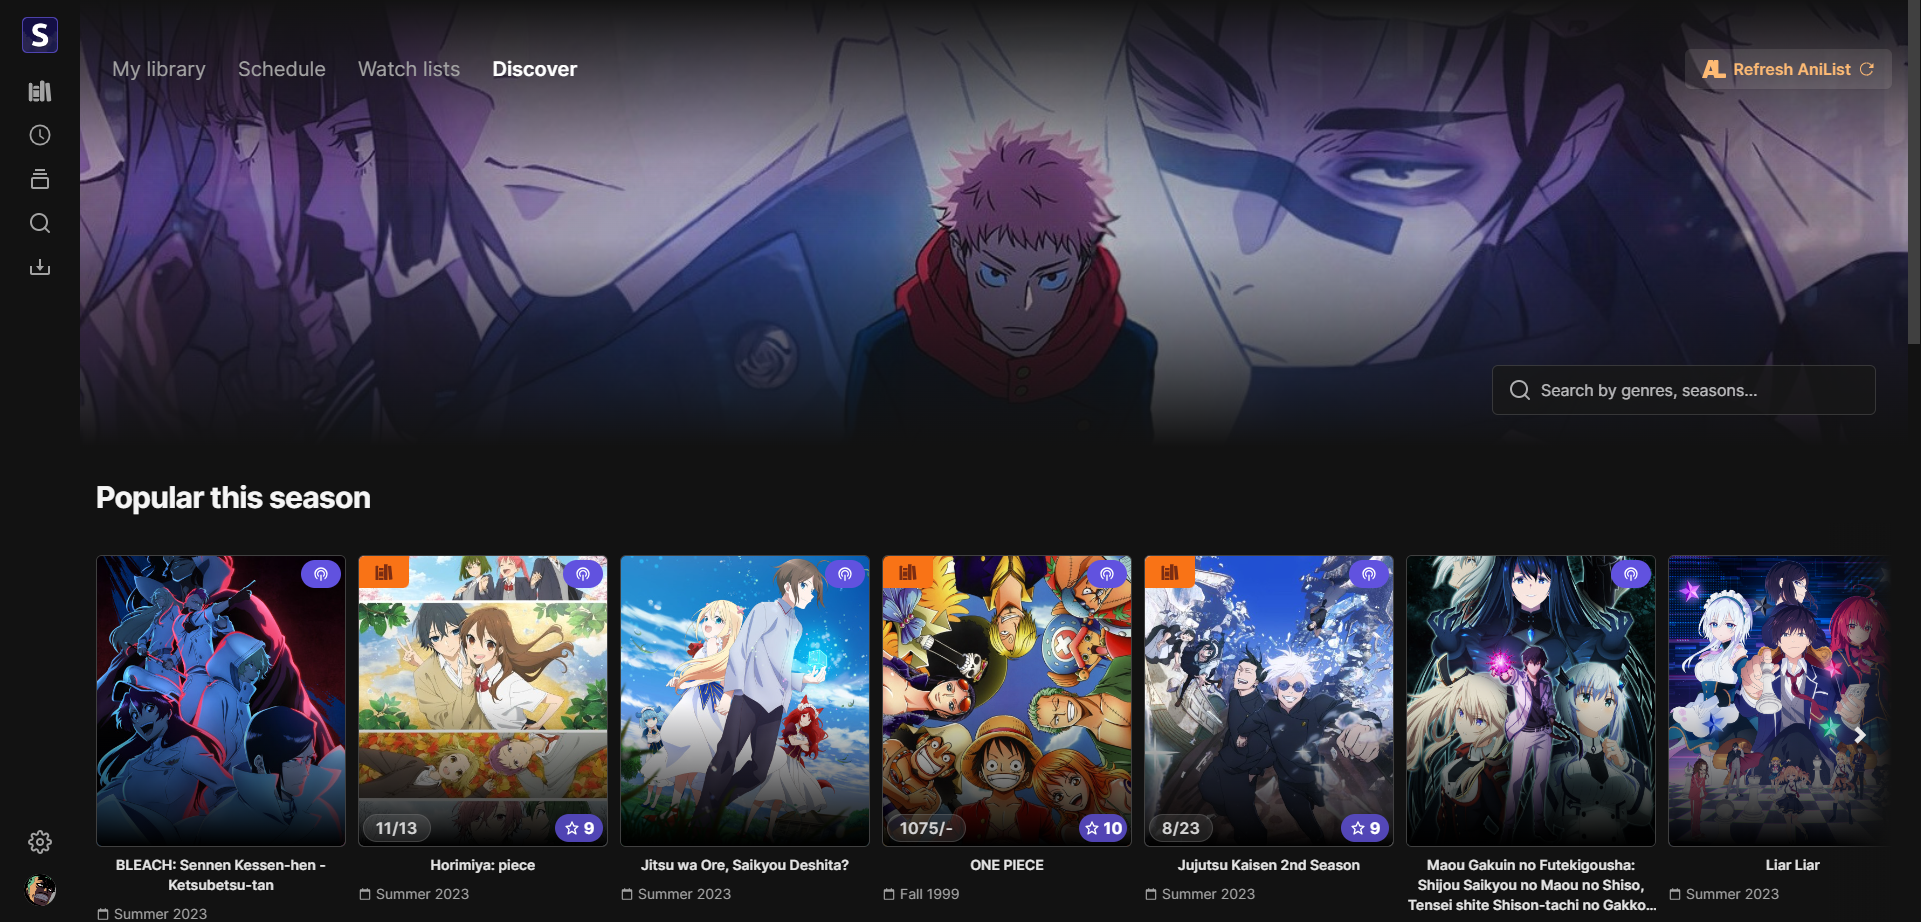 S
My library
Schedule
Watch lists
Discover
AL Refresh AniList
Search by genres, seasons...
Popular this season
11/13
9
1075/-
10
8/23
9
BLEACH: Sennen Kessen-hen -
Ketsubetsu-tan
Summer 2023
Horimiya: piece
Summer 2023
Jitsu wa Ore, Saikyou Deshita?
Summer 2023
ONE PIECE
Fall 1999
Jujutsu Kaisen 2nd Season
Summer 2023
Maou Gakuin no Futekigousha:
Shijou Saikyou no Maou no Shiso,
Tensei shite Shison-tachi no Gakko...
Liar Liar
Summer 2023